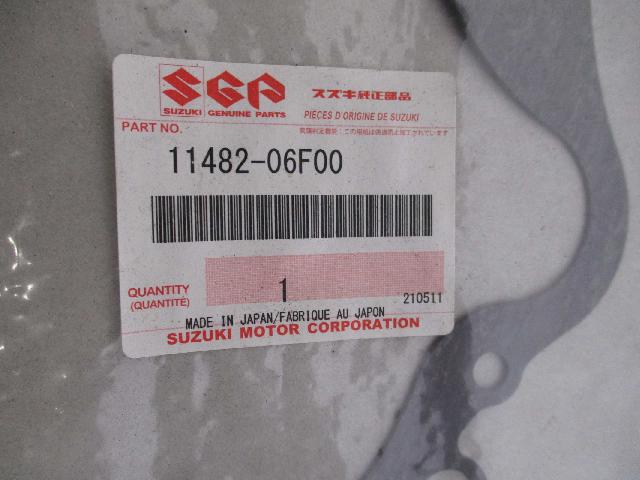 SGP
SUZUKI GENUINE PARTS
スズキ純正部品
PIÈCES D'ORIGINE DE SUZUKI
PART NO.
11482-06F00
QUANTITY
(QUANTITÉ)
1
210511
MADE IN JAPAN/FABRIQUE AU JAPON
SUZUKI MOTOR CORPORATION